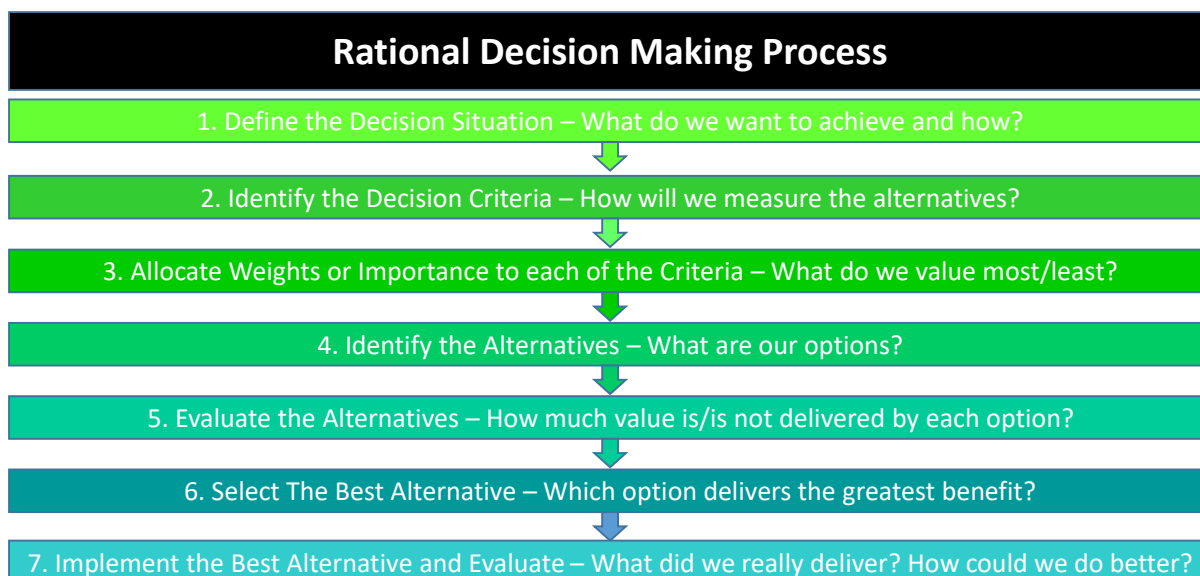 Rational Decision Making Process
1. Define the Decision Situation – What do we want to achieve and how?
2. Identify the Decision Criteria – How will we measure the alternatives?
3. Allocate Weights or Importance to each of the Criteria – What do we value most/least?
4. Identify the Alternatives – What are our options?
5. Evaluate the Alternatives – How much value is/is not delivered by each option?
6. Select The Best Alternative – Which option delivers the greatest benefit?
7. Implement the Best Alternative and Evaluate – What did we really deliver? How could we do better?